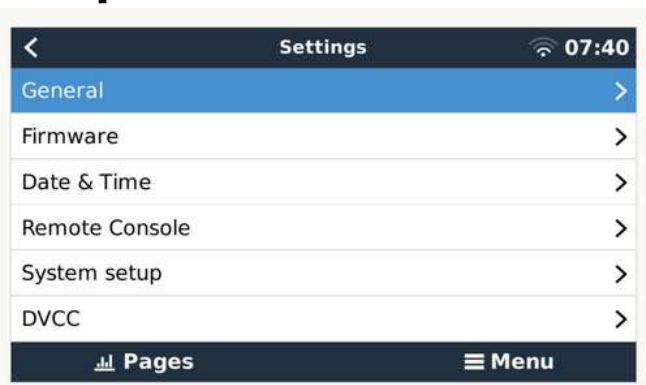 Settings 07:40
General
Firmware
Date & Time
Remote Console
System setup
DVCC
Pages Menu